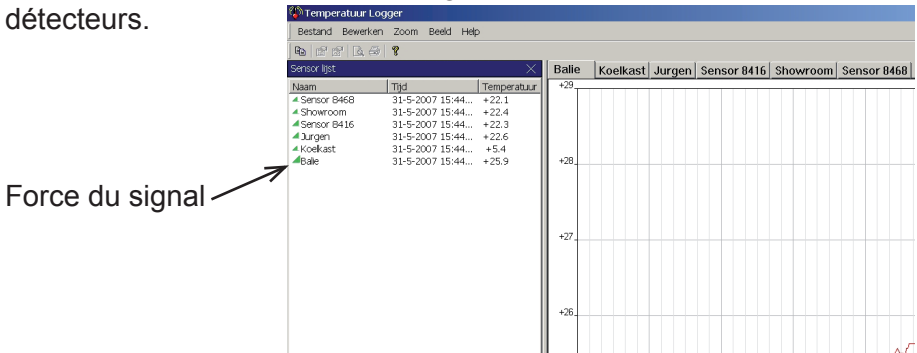 détecteurs.
Force du signal
Temperatuur Logger
Bestand Bewerken Zoom Beeld Help
Sensor lijst
Naam Tijd Temperatuur
Sensor 8468 31-5-2007 15:44... +22.1
Showroom 31-5-2007 15:44... +22.4
Sensor 8416 31-5-2007 15:44... +22.3
Jurgen 31-5-2007 15:44... +22.6
Koelkast 31-5-2007 15:44... +5.4
Balie 31-5-2007 15:44... +25.9
Balie Koelkast Jurgen Sensor 8416 Showroom Sensor 8468
+29
+28
+27
+26